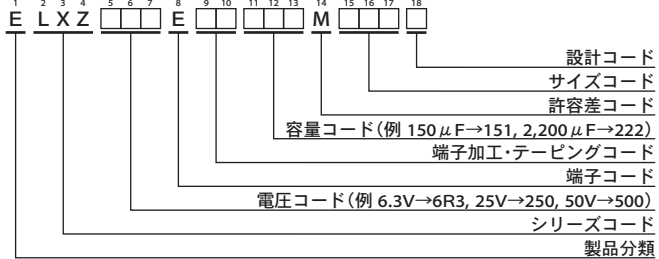 1 2 3 4 5 6 7 8 9 10 11 12 13 14 15 16 17 18
E L X Z □□□ E □□ □□□ M □□□ □
設計コード
サイズコード
許容差コード
容量コード(例 150μF→151, 2,200μF→222)
端子加工・テーピングコード
端子コード
電圧コード(例 6.3V→6R3, 25V→250, 50V→500)
シリーズコード
製品分類